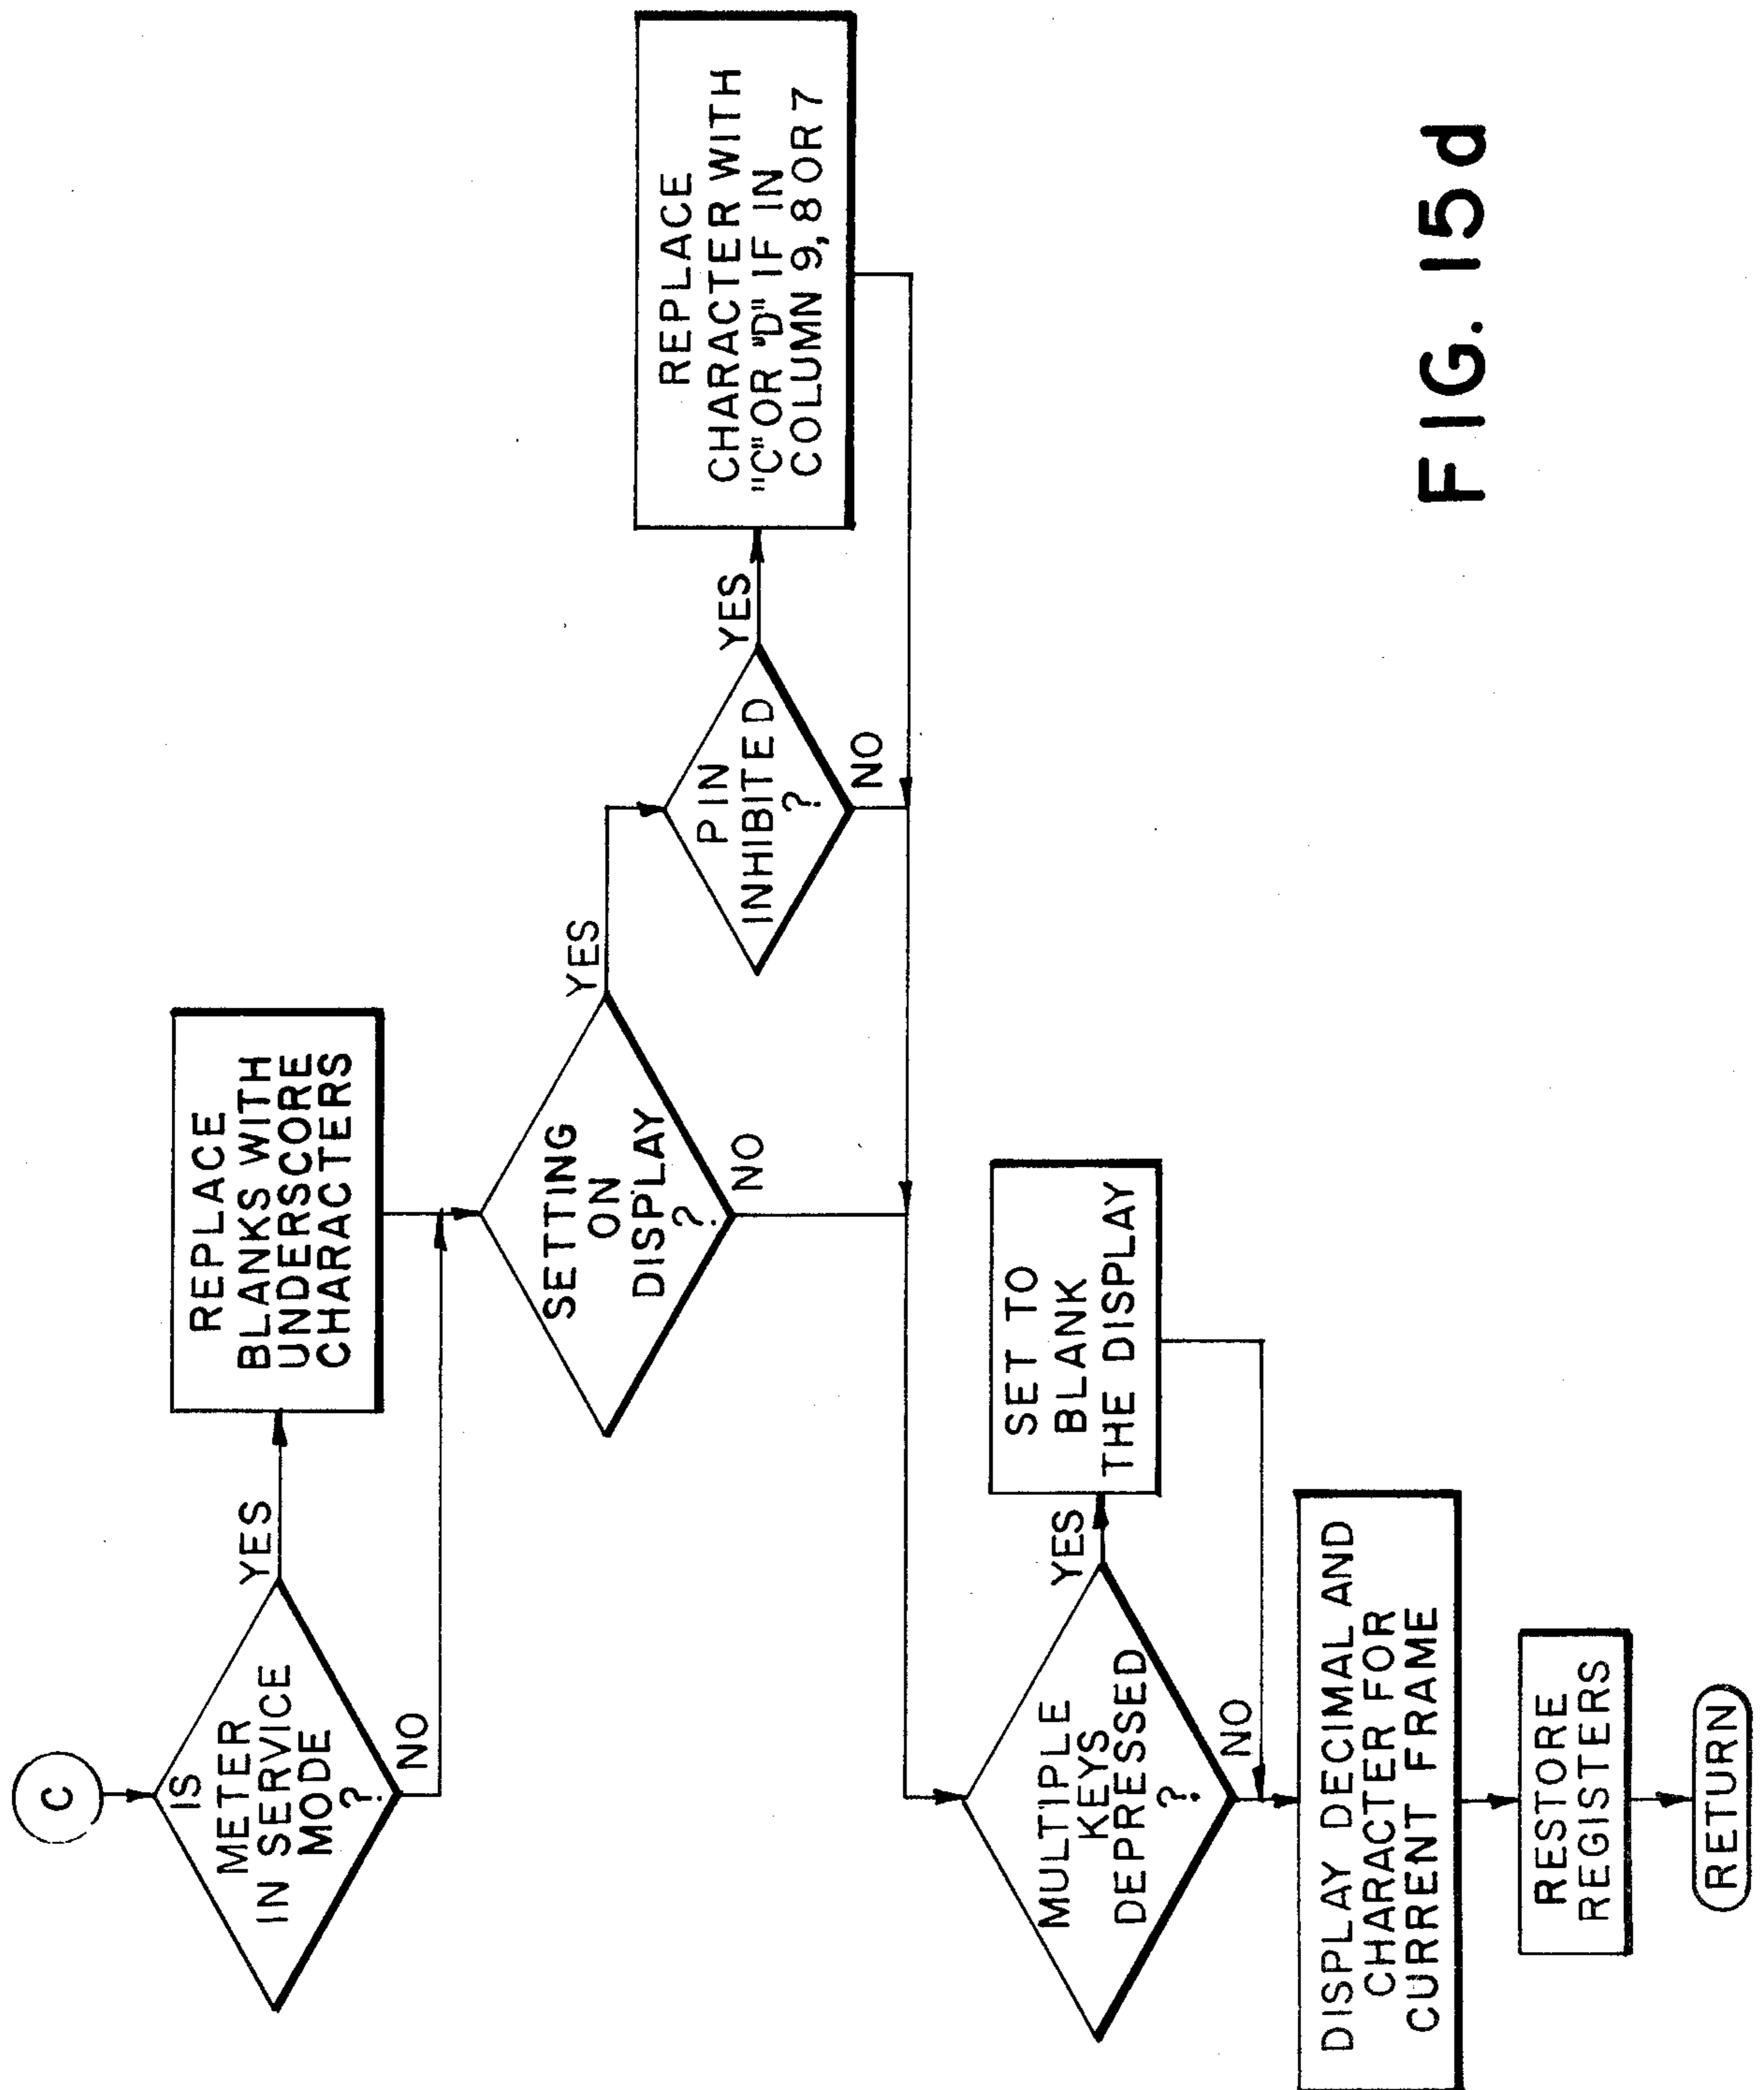 C
IS
METER
IN SERVICE
MODE
?
YES
NO
REPLACE
BLANKS WITH
UNDERSCORE
CHARACTERS
SETTING
ON
DISPLAY
?
YES
NO
PIN
INHIBITED
?
YES
NO
REPLACE
CHARACTER WITH
"C" OR "D" IF IN
COLUMN 9, 8 OR 7
MULTIPLE
KEYS
DEPRESSED
?
YES
NO
SET TO
BLANK
THE DISPLAY
DISPLAY DECIMAL AND
CHARACTER FOR
CURRENT FRAME
RESTORE
REGISTERS
RETURN
FIG. 15d